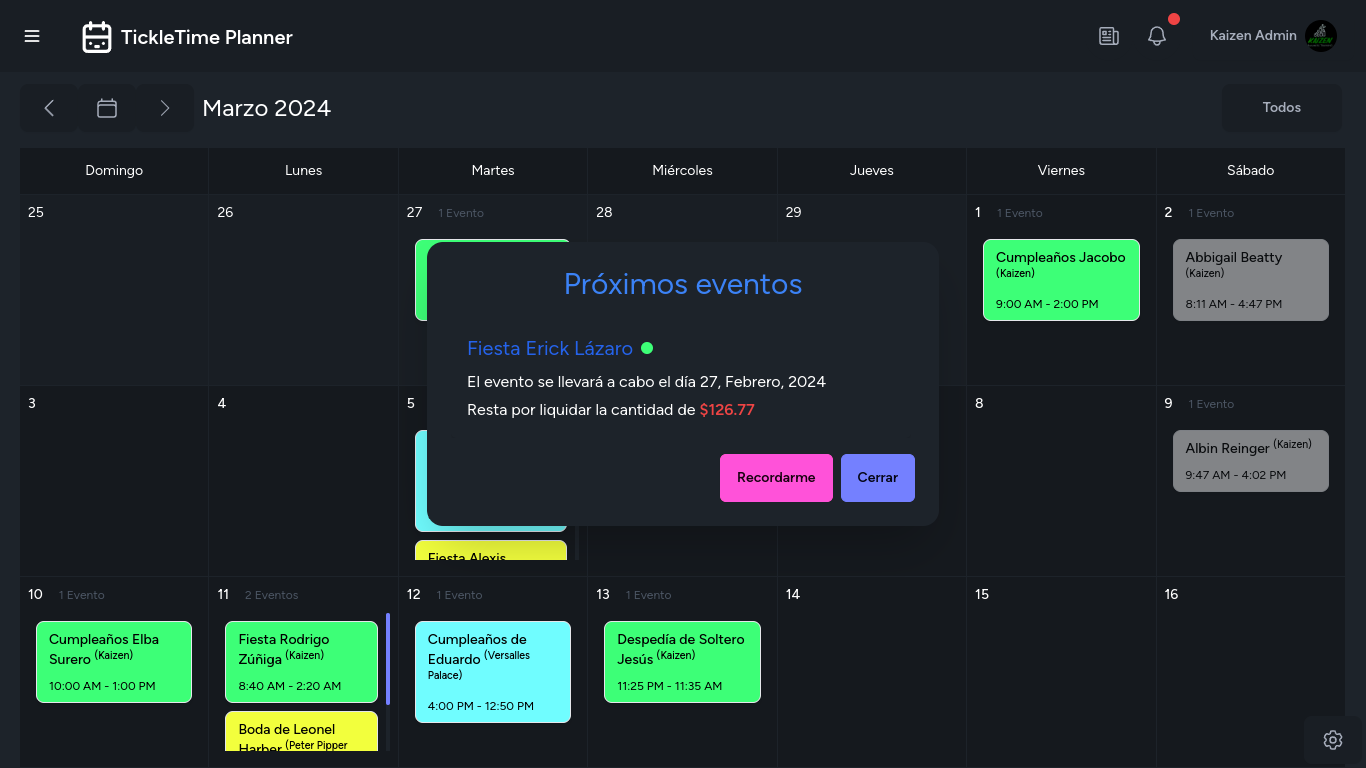 TickleTime Planner
Kaizen Admin
Marzo 2024
Todos
Domingo Lunes Martes Miércoles Jueves Viernes Sábado
25 26 27 1 Evento 28 29 1 1 Evento 2 1 Evento
Cumpleaños Jacobo
(Kaizen)
9:00 AM - 2:00 PM
Abbigail Beatty
(Kaizen)
8:11 AM - 4:47 PM
Próximos eventos
Fiesta Erick Lázaro
El evento se llevará a cabo el día 27, Febrero, 2024
Resta por liquidar la cantidad de $126.77
Recordarme Cerrar
3 4 5 8 9 1 Evento
Fiesta Alexis
Albin Reinger (Kaizen)
9:47 AM - 4:02 PM
10 1 Evento 11 2 Eventos 12 1 Evento 13 1 Evento 14 15 16
Cumpleaños Elba
Surero (Kaizen)
10:00 AM - 1:00 PM
Fiesta Rodrigo
Zúñiga (Kaizen)
8:40 AM - 2:20 AM
Boda de Leonel
Harber (Peter Pipper
Cumpleaños de
Eduardo (Versalles
Palace)
4:00 PM - 12:50 PM
Despedía de Soltero
Jesús (Kaizen)
11:25 PM - 11:35 AM